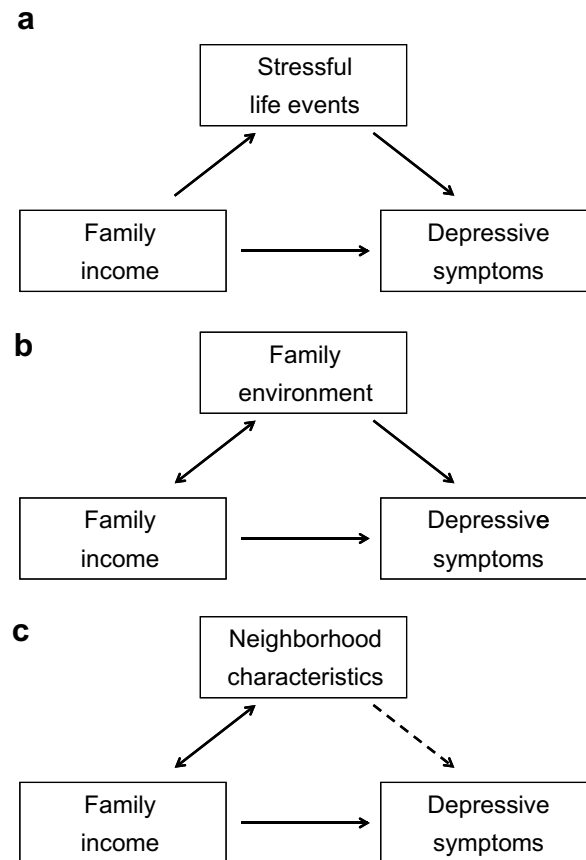 a
Stressful
life events
Family
income
Depressive
symptoms
b
Family
environment
Family
income
Depressive
symptoms
c
Neighborhood
characteristics
Family
income
Depressive
symptoms